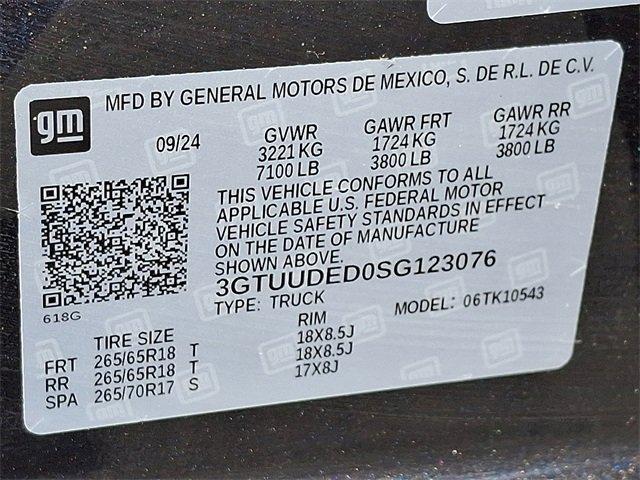 MFD BY GENERAL MOTORS DE MEXICO, S. DE R.L. DE C.V.
gm
09/24
GVWR
3221 KG
7100 LB
GAWR FRT
1724 KG
3800 LB
GAWR RR
1724 KG
3800 LB
THIS VEHICLE CONFORMS TO ALL
APPLICABLE U.S. FEDERAL MOTOR
VEHICLE SAFETY STANDARDS IN EFFECT
ON THE DATE OF MANUFACTURE
SHOWN ABOVE.
3GTUUDED0SG123076
TYPE: TRUCK
MODEL: 06TK10543
618G
TIRE SIZE
RIM
FRT 265/65R18 T 18X8.5J
RR 265/65R18 T 18X8.5J
SPA 265/70R17 S 17X8J